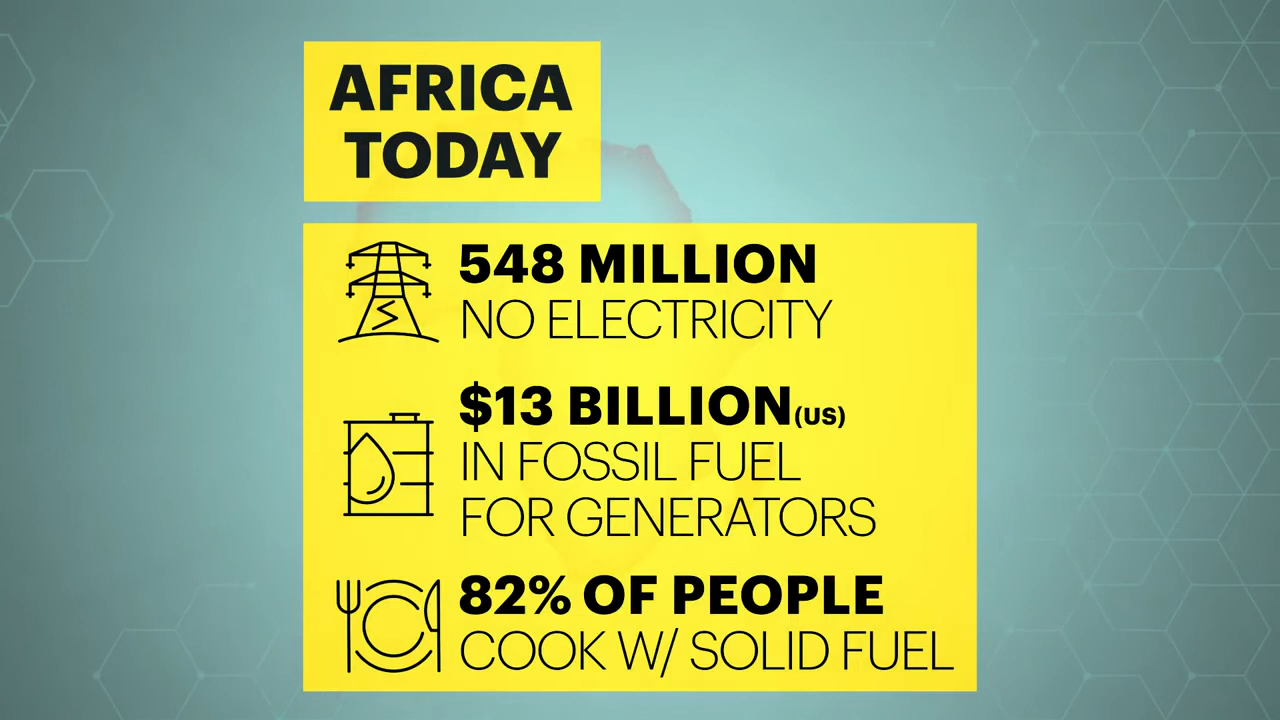 AFRICA
TODAY
548 MILLION
NO ELECTRICITY
$13 BILLION(US)
IN FOSSIL FUEL
FOR GENERATORS
82% OF PEOPLE
COOK W/ SOLID FUEL